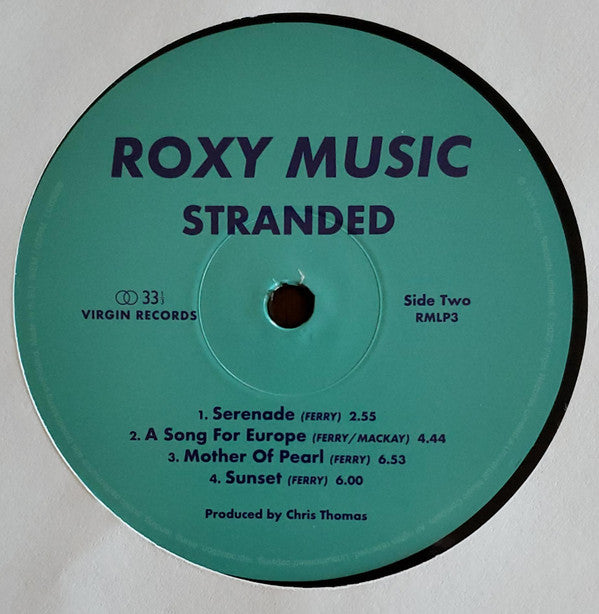 ROXY MUSIC
STRANDED
33⅓
VIRGIN RECORDS
Side Two
RMLP3
1. Serenade (FERRY) 2.55
2. A Song For Europe (FERRY/MACKAY) 4.44
3. Mother Of Pearl (FERRY) 6.53
4. Sunset (FERRY) 6.00
Produced by Chris Thomas